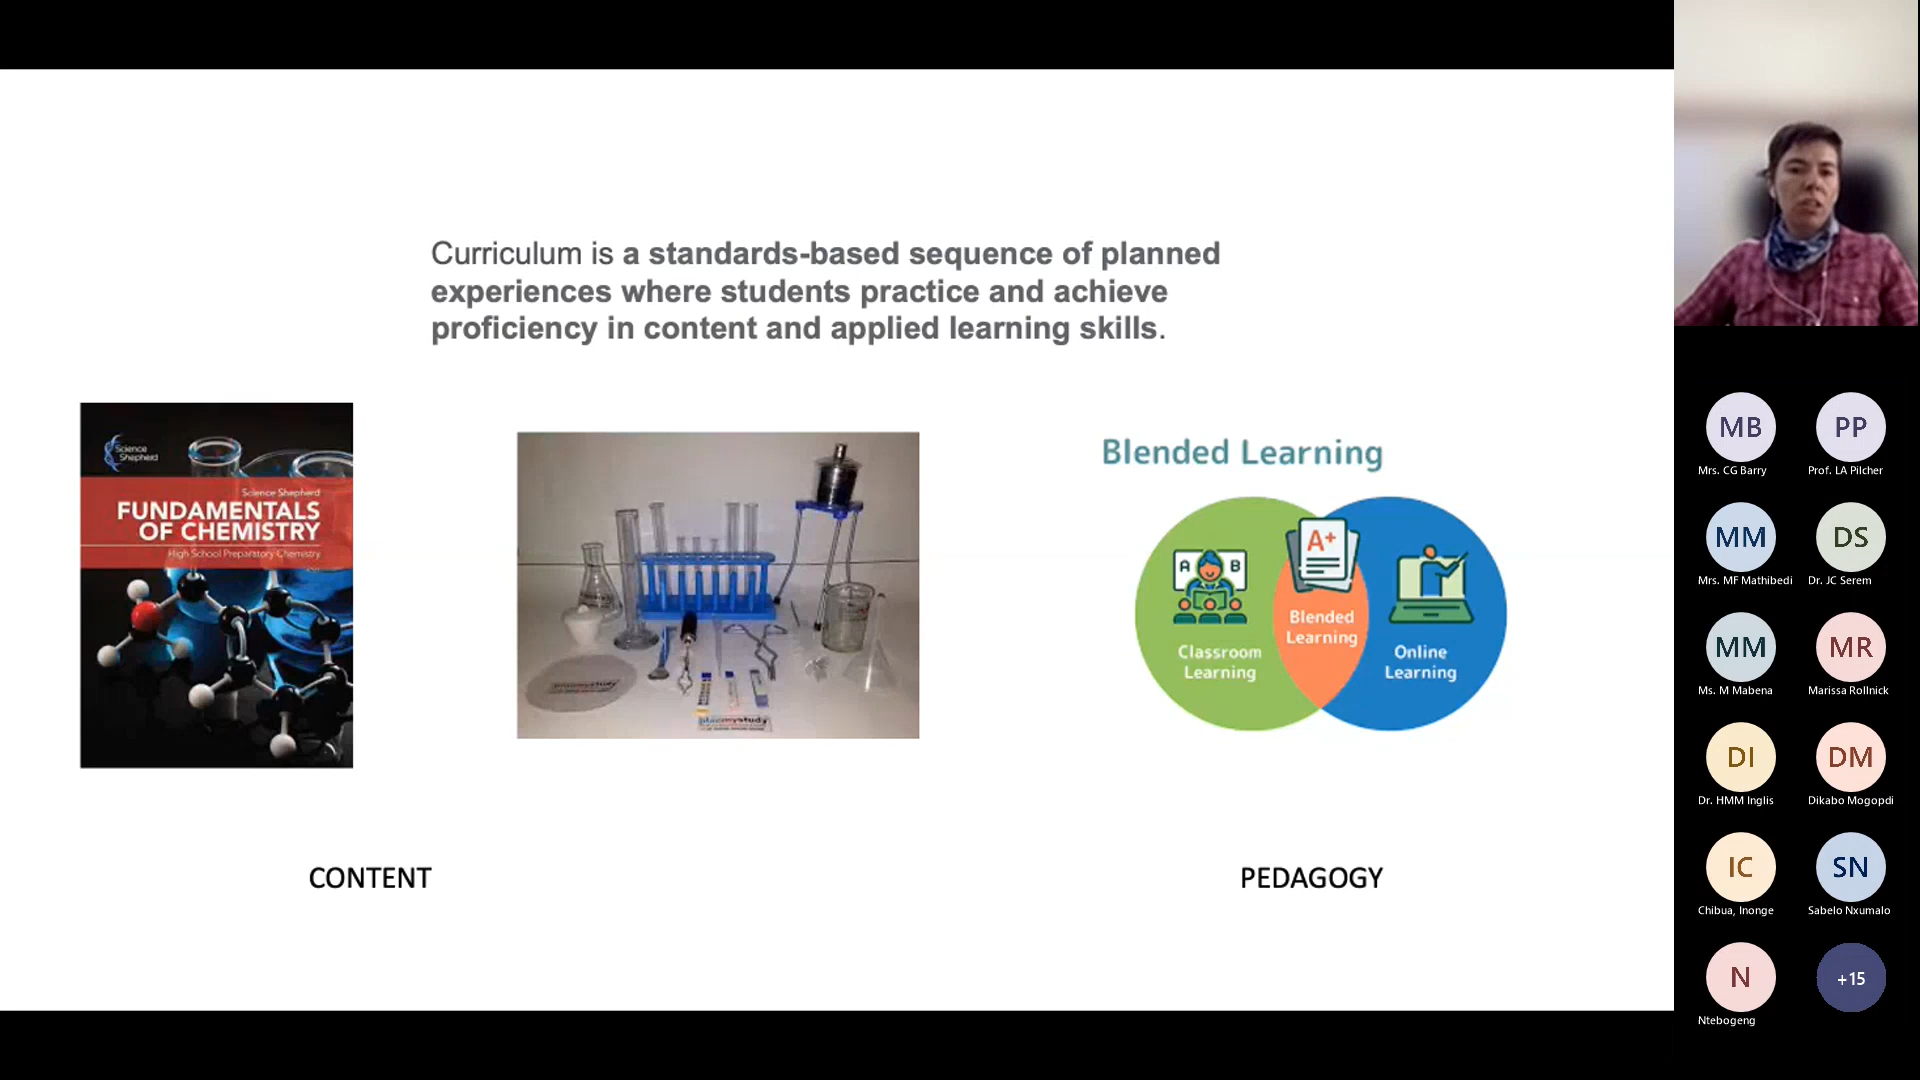 Curriculum is a standards-based sequence of planned
experiences where students practice and achieve
proficiency in content and applied learning skills.
Science
Shepherd
Science Shepherd
FUNDAMENTALS
OF CHEMISTRY
High School Preparatory Chemistry
plusmystudy
Blended Learning
A B
A+
Blended
Learning
Classroom
Learning
Online
Learning
CONTENT
PEDAGOGY
MB
Mrs. CG Barry
PP
Prof. LA Pilcher
MM
Mrs. MF Mathibedi
DS
Dr. JC Serem
MM
Ms. M Mabena
MR
Marissa Rollnick
DI
Dr. HMM Inglis
DM
Dikabo Mogopdi
IC
Chibua, Inonge
SN
Sabelo Nxumalo
N
Ntebogeng
+15